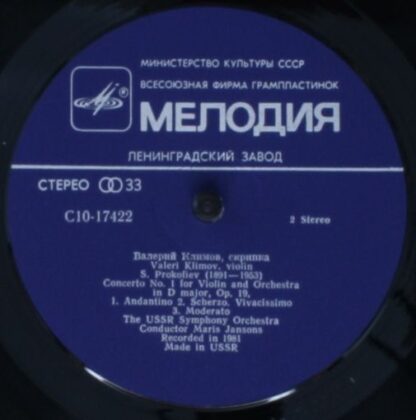 МИНИСТЕРСТВО КУЛЬТУРЫ СССР
ВСЕСОЮЗНАЯ ФИРМА ГРАМПЛАСТИНОК
®
МЕЛОДИЯ
ЛЕНИНГРАДСКИЙ ЗАВОД
СТЕРЕО 33
С10-17422
2 Stereo
Валерий Климов, скрипка
Valeri Klimov, violin
S. Prokofiev (1891—1953)
Concerto No. 1 for Violin and Orchestra
in D major, Op. 19,
1. Andantino 2. Scherzo. Vivacissimo
3. Moderato
The USSR Symphony Orchestra
Conductor Maris Jansons
Recorded in 1981
Made in USSR